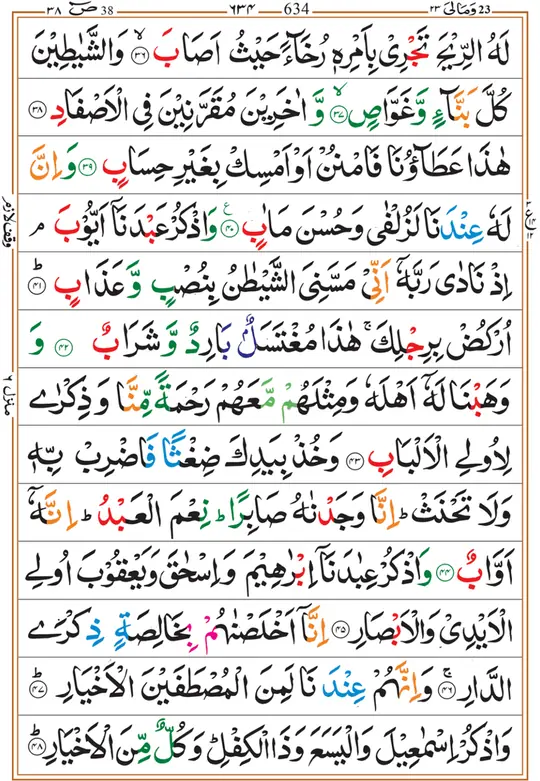 ص ٓ 38 ٣٨
634 ٦٣٤
23 وَمَالِیَ ٢٣
لَهُ الرِّیْحَ تَجْرِیْ بِاَمْرِهٖ رُخَآءً حَیْثُ اَصَابَ ۙ﴿٣٦﴾ وَالشَّیٰطِیْنَ
كُلَّ بَنَّآءٍ وَّغَوَّاصٍ ۙ﴿٣٧﴾ وَّ اٰخَرِیْنَ مُقَرَّنِیْنَ فِی الْاَصْفَادِ ﴿٣٨﴾
هٰذَا عَطَآؤُنَا فَامْنُنْ اَوْ اَمْسِكْ بِغَیْرِ حِسَابٍ ﴿٣٩﴾ وَاِنَّ
لَهٗ عِنْدَنَا لَزُلْفٰی وَحُسْنَ مَاٰبٍ ۧ﴿٤٠﴾ وَاذْكُرْ عَبْدَنَاۤ اَیُّوْبَ ۘ
اِذْ نَادٰی رَبَّهٗۤ اَنِّیْ مَسَّنِیَ الشَّیْطٰنُ بِنُصْبٍ وَّ عَذَابٍ ؕ﴿٤١﴾
اُرْكُضْ بِرِجْلِكَ ۚ هٰذَا مُغْتَسَلٌۢ بَارِدٌ وَّ شَرَابٌ ﴿٤٢﴾ وَ
وَهَبْنَا لَهٗۤ اَهْلَهٗ وَمِثْلَهُمْ مَّعَهُمْ رَحْمَةً مِّنَّا وَ ذِكْرٰی
لِاُولِی الْاَلْبَابِ ﴿٤٣﴾ وَخُذْ بِیَدِكَ ضِغْثًا فَاضْرِبْ بِّهٖ
وَلَا تَحْنَثْ ؕ اِنَّا وَجَدْنٰهُ صَابِرًا ؕ نِعْمَ الْعَبْدُ ؕ اِنَّهٗۤ
اَوَّابٌ ﴿٤٤﴾ وَاذْكُرْ عِبٰدَنَاۤ اِبْرٰهِیْمَ وَ اِسْحٰقَ وَیَعْقُوْبَ اُولِی
الْاَیْدِیْ وَالْاَبْصَارِ ﴿٤٥﴾ اِنَّاۤ اَخْلَصْنٰهُمْ بِخَالِصَةٍ ذِكْرَی
الدَّارِ ۚ﴿٤٦﴾ وَاِنَّهُمْ عِنْدَ نَا لَمِنَ الْمُصْطَفَیْنَ الْاَخْیَارِ ؕ﴿٤٧﴾
وَاذْكُرْ اِسْمٰعِیْلَ وَالْیَسَعَ وَذَا الْكِفْلِ ؕ وَكُلٌّ مِّنَ الْاَخْیَارِ ؕ﴿٤٨﴾
وقف لازم
منزل ٦